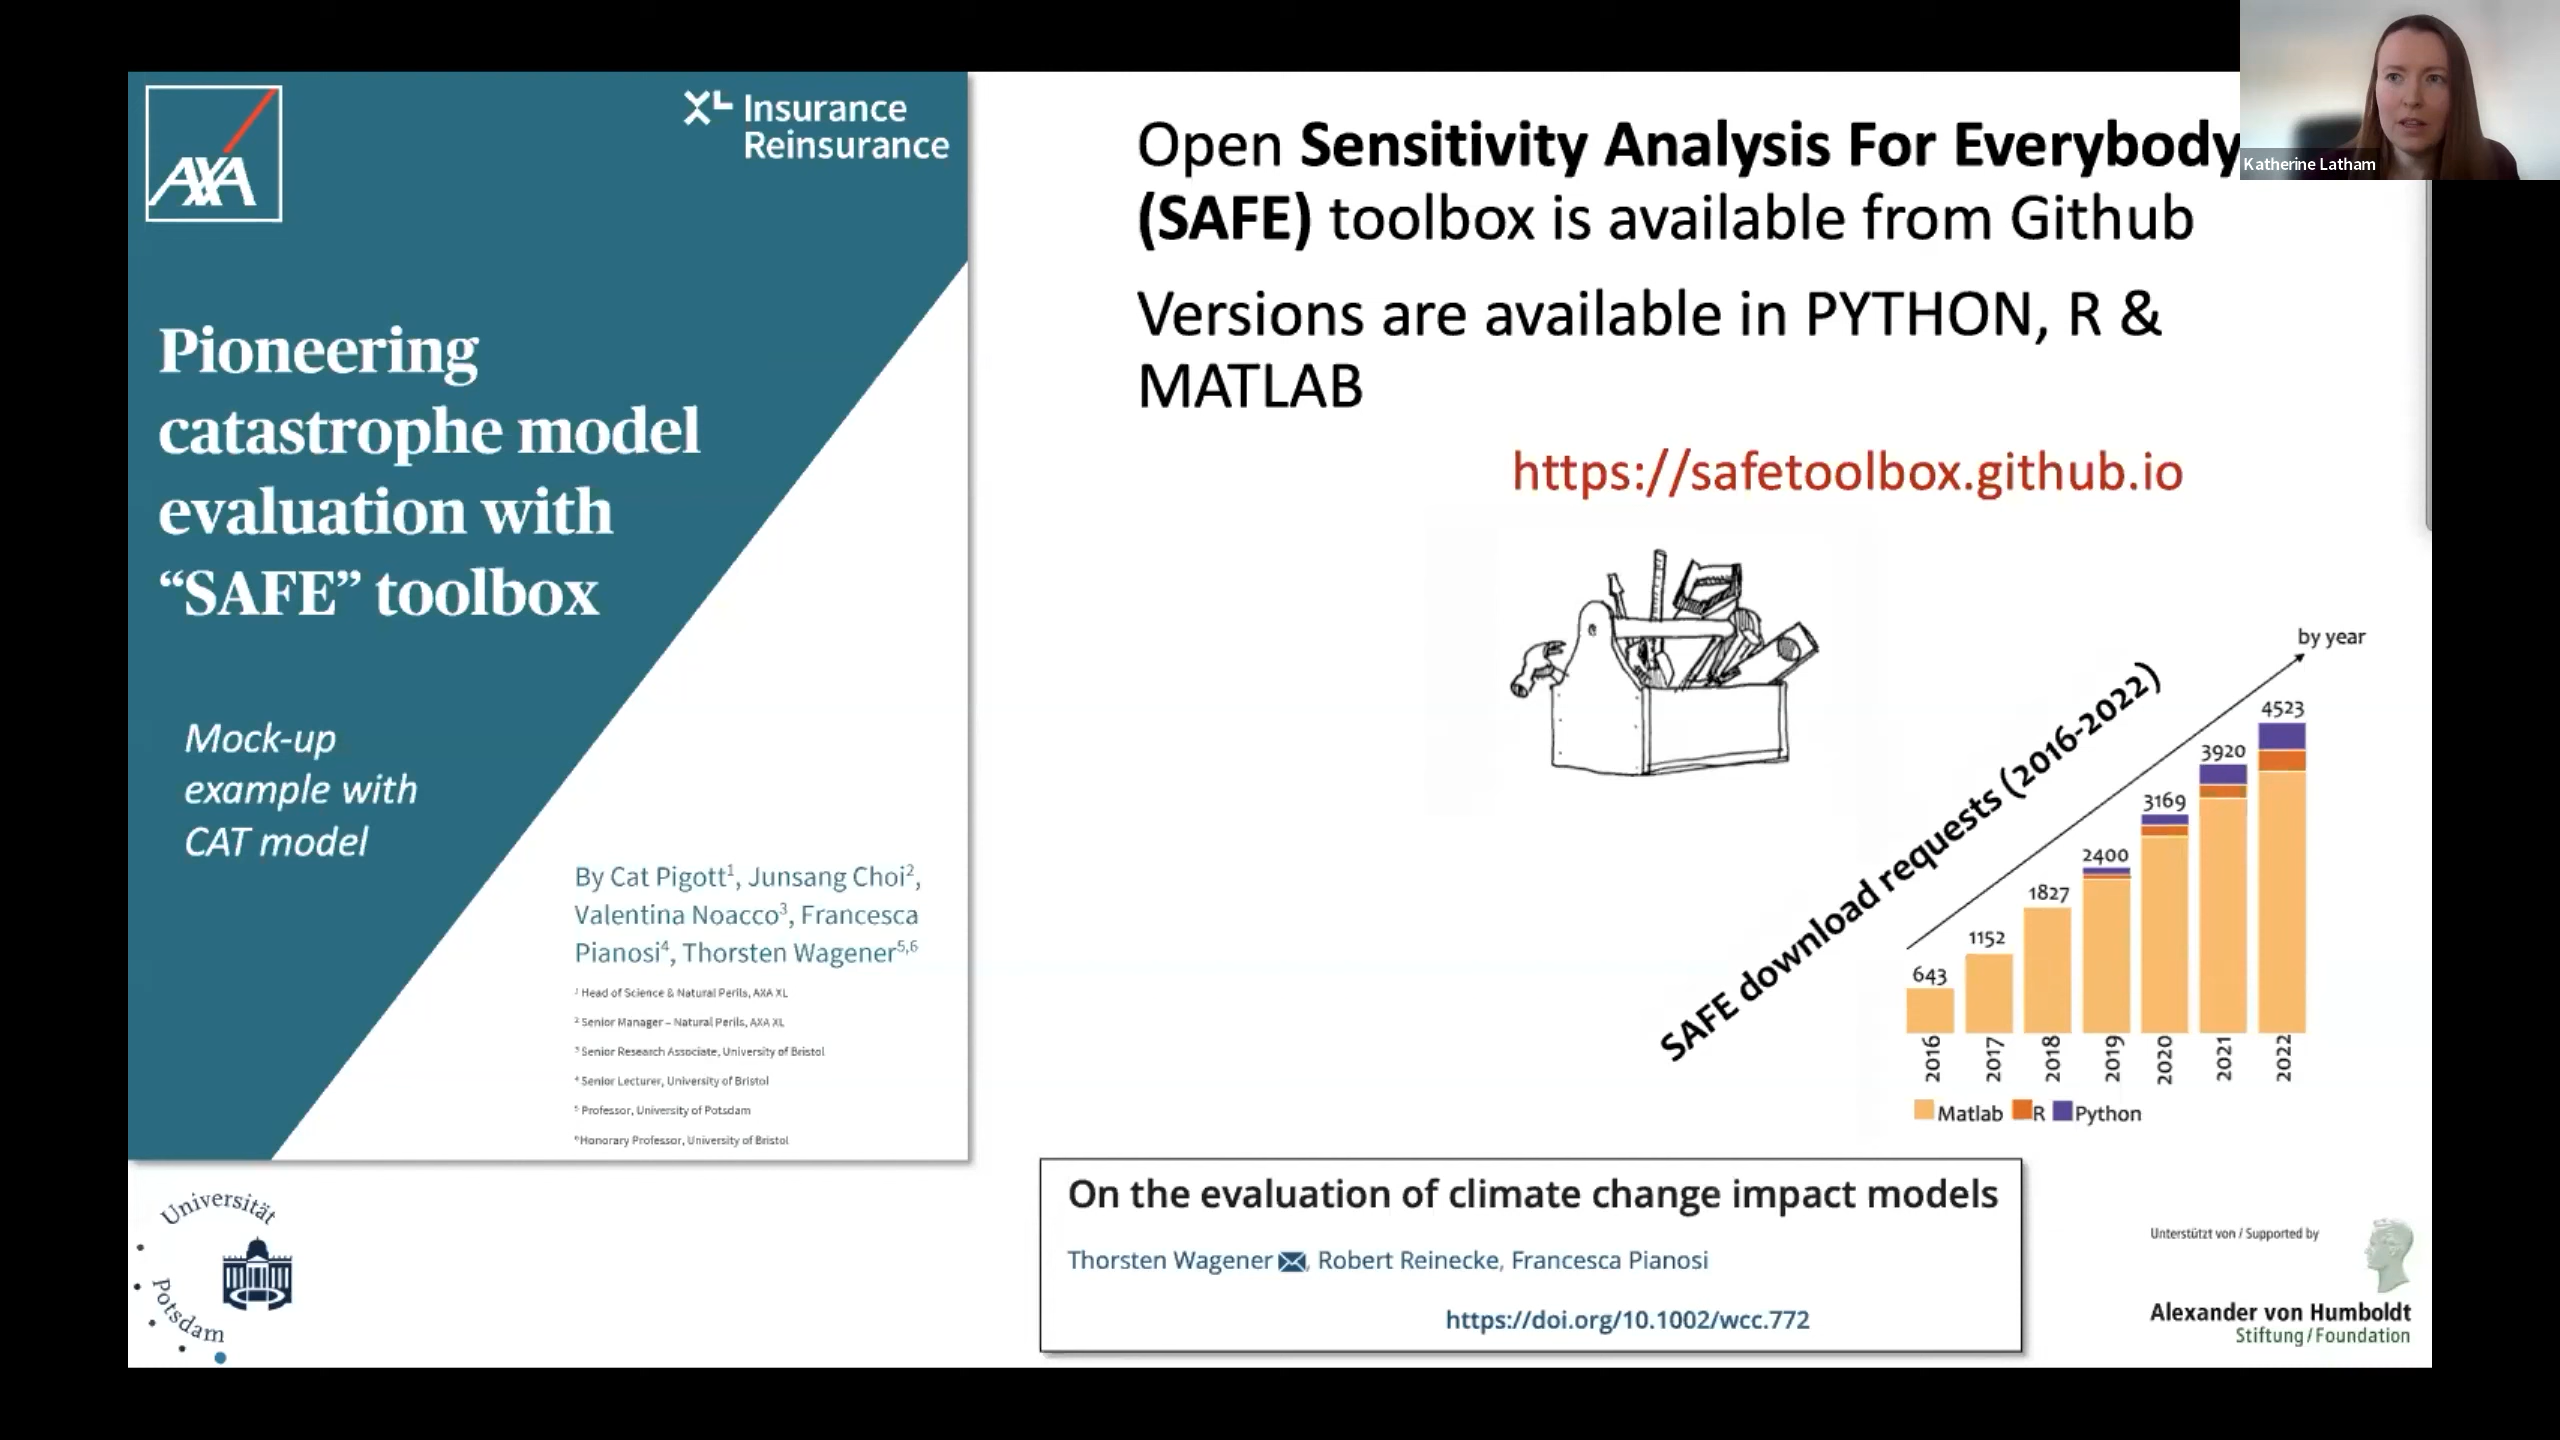 AXA
XL Insurance
Reinsurance
Pioneering
catastrophe model
evaluation with
“SAFE” toolbox
Mock-up
example with
CAT model
By Cat Pigott1, Junsang Choi2,
Valentina Noacco3, Francesca
Pianosi4, Thorsten Wagener5,6
1 Head of Science & Natural Perils, AXA XL
2 Senior Manager – Natural Perils, AXA XL
3 Senior Research Associate, University of Bristol
4 Senior Lecturer, University of Bristol
5 Professor, University of Potsdam
6 Honorary Professor, University of Bristol
Universität
Potsdam
Open Sensitivity Analysis For Everybody
(SAFE) toolbox is available from Github
Versions are available in PYTHON, R &
MATLAB
https://safetoolbox.github.io
SAFE download requests (2016-2022)
by year
643
1152
1827
2400
3169
3920
4523
2016
2017
2018
2019
2020
2021
2022
Matlab R Python
On the evaluation of climate change impact models
Thorsten Wagener, Robert Reinecke, Francesca Pianosi
https://doi.org/10.1002/wcc.772
Unterstützt von / Supported by
Alexander von Humboldt
Stiftung/Foundation
Katherine Latham